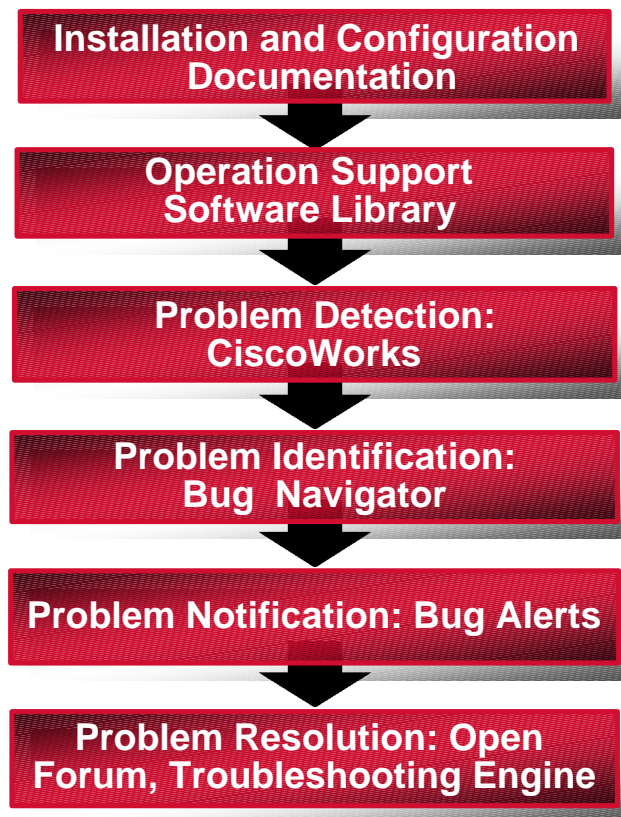 Installation and Configuration
Documentation
Operation Support
Software Library
Problem Detection:
CiscoWorks
Problem Identification:
Bug Navigator
Problem Notification: Bug Alerts
Problem Resolution: Open
Forum, Troubleshooting Engine